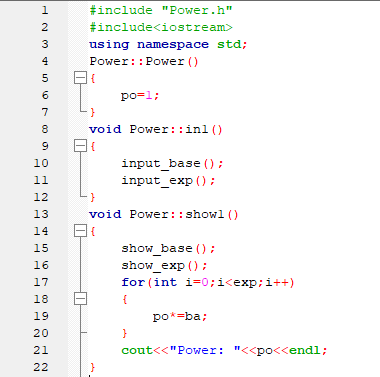 1 #include "Power.h"
2 #include<iostream>
3 using namespace std;
4 Power::Power()
5 {
6 po=1;
7 }
8 void Power::in1()
9 {
10 input_base();
11 input_exp();
12 }
13 void Power::show1()
14 {
15 show_base();
16 show_exp();
17 for(int i=0;i<exp;i++)
18 {
19 po*=ba;
20 }
21 cout<<"Power: "<<po<<endl;
22 }